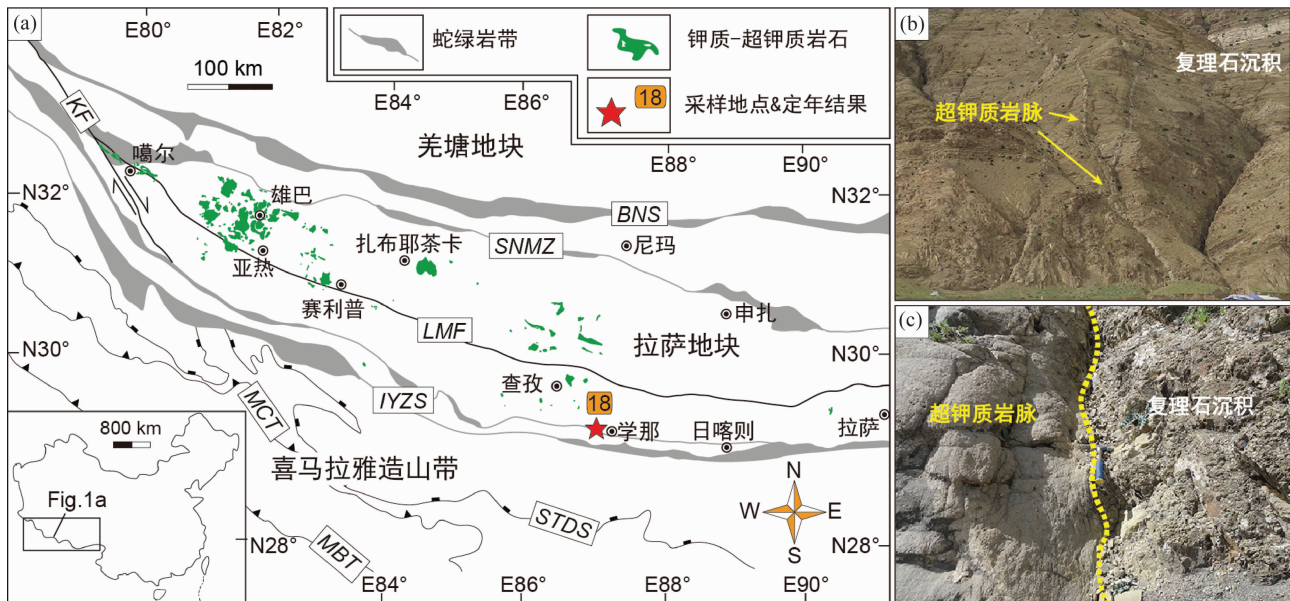 (a)
E80°
E82°
蛇绿岩带
钾质-超钾质岩石
100 km
18
采样地点&定年结果
E84°
E86°
KF
羌塘地块
E88°
E90°
噶尔
N32°
N32°
雄巴
BNS
SNMZ
尼玛
扎布耶茶卡
亚热
赛利普
申扎
LMF
拉萨地块
N30°
N30°
查孜
MCT
IYZS
18
学那
日喀则
拉萨
800 km
喜马拉雅造山带
Fig.1a
N
W
E
S
STDS
MBT
N28°
N28°
E84°
E86°
E88°
E90°
(b)
复理石沉积
超钾质岩脉
(c)
超钾质岩脉
复理石沉积